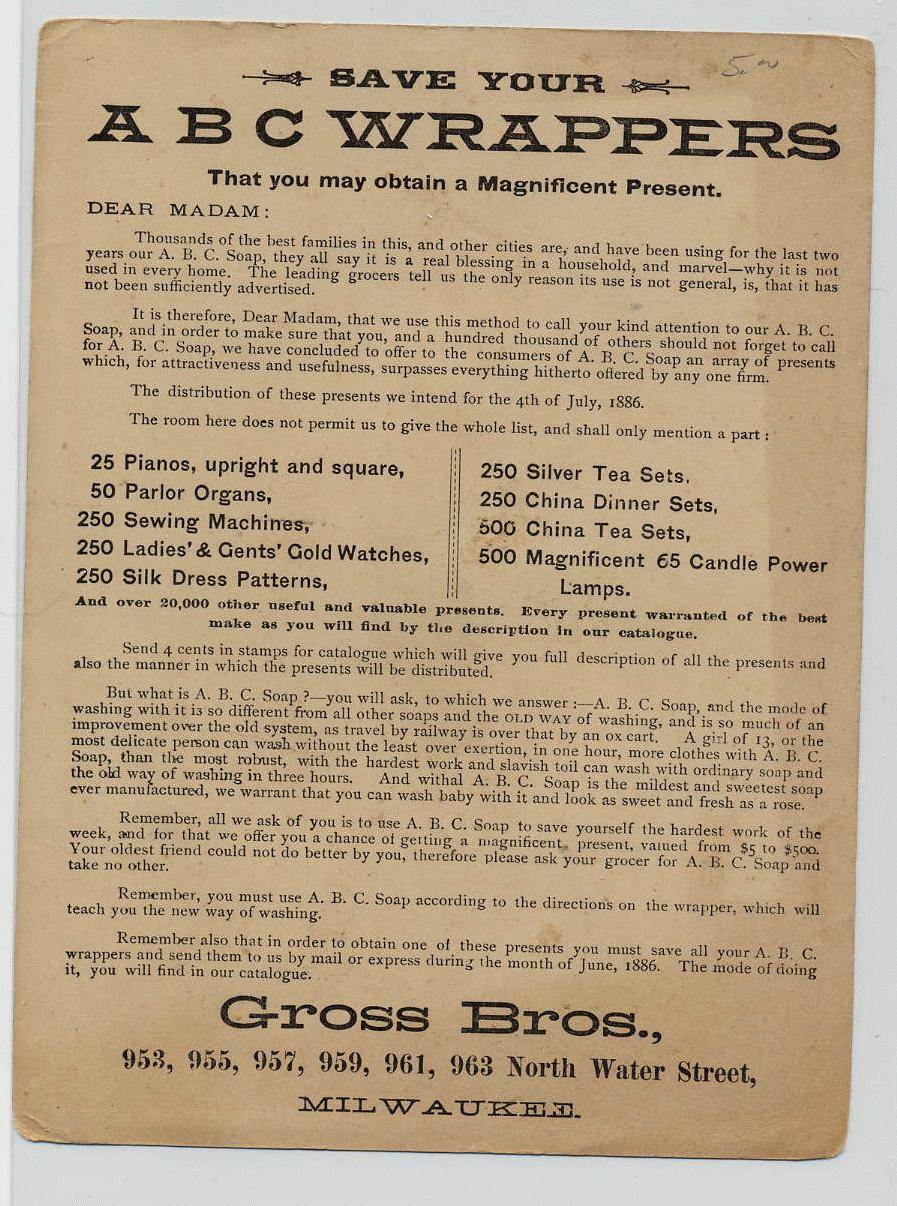 5.00
SAVE YOUR
A B C WRAPPERS
That you may obtain a Magnificent Present.
DEAR MADAM:
Thousands of the best families in this, and other cities are, and have been using for the last two
years our A. B. C. Soap, they all say it is a real blessing in a household, and marvel—why it is not
used in every home. The leading grocers tell us the only reason its use is not general, is, that it has
not been sufficiently advertised.
It is therefore, Dear Madam, that we use this method to call your kind attention to our A. B. C.
Soap, and in order to make sure that you, and a hundred thousand of others should not forget to call
for A. B. C. Soap, we have concluded to offer to the consumers of A. B. C. Soap an array of presents
which, for attractiveness and usefulness, surpasses everything hitherto offered by any one firm.
The distribution of these presents we intend for the 4th of July, 1886.
The room here does not permit us to give the whole list, and shall only mention a part :
25 Pianos, upright and square,
50 Parlor Organs,
250 Sewing Machines,
250 Ladies' & Gents' Gold Watches,
250 Silk Dress Patterns,
250 Silver Tea Sets,
250 China Dinner Sets,
500 China Tea Sets,
500 Magnificent 65 Candle Power
Lamps.
And over 20,000 other useful and valuable presents. Every present warranted of the best
make as you will find by the description in our catalogue.
Send 4 cents in stamps for catalogue which will give you full description of all the presents and
also the manner in which the presents will be distributed.
But what is A. B. C. Soap ?—you will ask, to which we answer :—A. B. C. Soap, and the mode of
washing with it is so different from all other soaps and the OLD WAY of washing, and is so much of an
improvement over the old system, as travel by railway is over that by an ox cart. A girl of 13, or the
most delicate person can wash without the least over exertion, in one hour, more clothes with A. B. C.
Soap, than the most robust, with the hardest work and slavish toil can wash with ordinary soap and
the old way of washing in three hours. And withal A. B. C. Soap is the mildest and sweetest soap
ever manufactured, we warrant that you can wash baby with it and look as sweet and fresh as a rose.
Remember, all we ask of you is to use A. B. C. Soap to save yourself the hardest work of the
week, and for that we offer you a chance of getting a magnificent present, valued from $5 to $500.
Your oldest friend could not do better by you, therefore please ask your grocer for A. B. C. Soap and
take no other.
Remember, you must use A. B. C. Soap according to the directions on the wrapper, which will
teach you the new way of washing.
Remember also that in order to obtain one of these presents you must save all your A. B. C.
wrappers and send them to us by mail or express during the month of June, 1886. The mode of doing
it, you will find in our catalogue.
Gross Bros.,
953, 955, 957, 959, 961, 963 North Water Street,
MILWAUKEE.